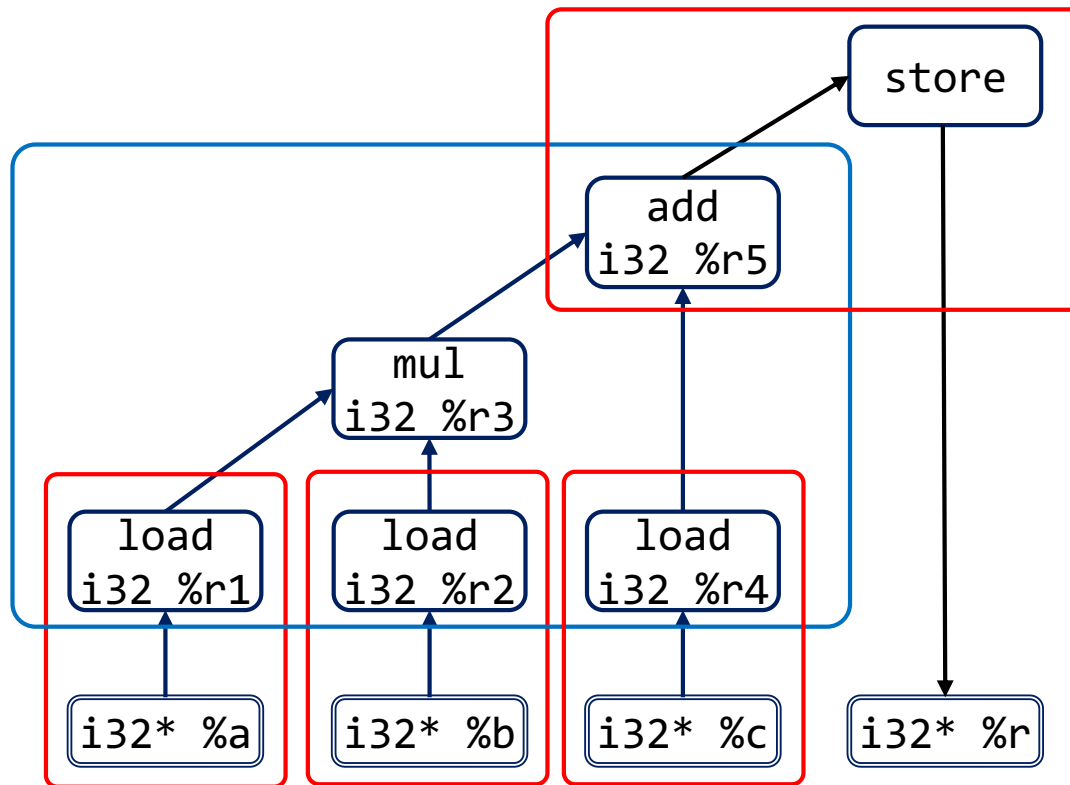 store
add
i32 %r5
mul
i32 %r3
load
i32 %r1
load
i32 %r2
load
i32 %r4
i32* %a
i32* %b
i32* %c
i32* %r